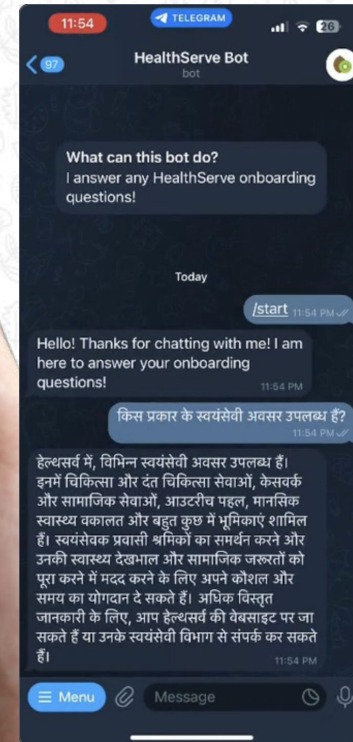 11:54
TELEGRAM
26
97
HealthServe Bot
bot
What can this bot do?
I answer any HealthServe onboarding
questions!
Today
/start 11:54 PM
Hello! Thanks for chatting with me! I am
here to answer your onboarding
questions!
11:54 PM
किस प्रकार के स्वयंसेवी अवसर उपलब्ध हैं?
11:54 PM
हेल्थसर्व में, विभिन्न स्वयंसेवी अवसर उपलब्ध हैं।
इनमें चिकित्सा और दंत चिकित्सा सेवाओं, केसवर्क
और सामाजिक सेवाओं, आउटरीच पहल, मानसिक
स्वास्थ्य वकालत और बहुत कुछ में भूमिकाएं शामिल
हैं। स्वयंसेवक प्रवासी श्रमिकों का समर्थन करने और
उनकी स्वास्थ्य देखभाल और सामाजिक जरूरतों को
पूरा करने में मदद करने के लिए अपने कौशल और
समय का योगदान दे सकते हैं। अधिक विस्तृत
जानकारी के लिए, आप हेल्थसर्व की वेबसाइट पर जा
सकते हैं या उनके स्वयंसेवी विभाग से संपर्क कर सकते
हैं।
11:54 PM
Menu
Message